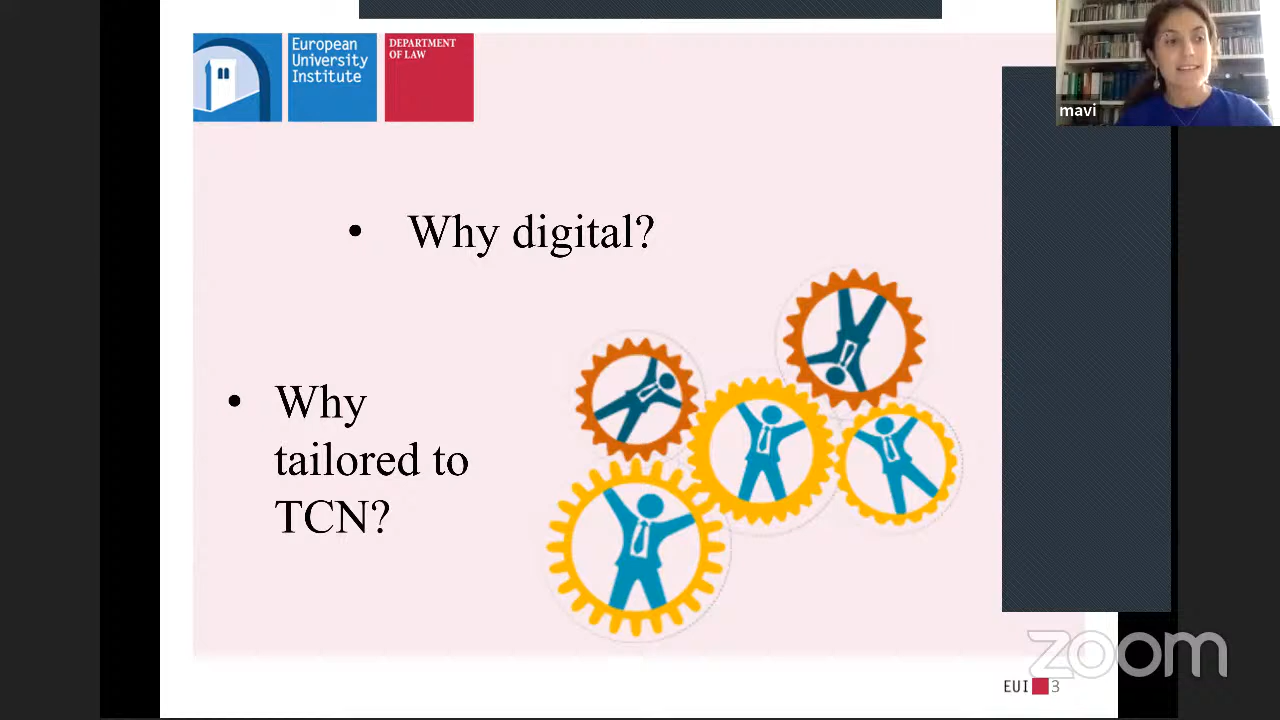 European
University
Institute
DEPARTMENT
OF LAW
mavi
• Why digital?
• Why
tailored to
TCN?
zoom
EUI 3